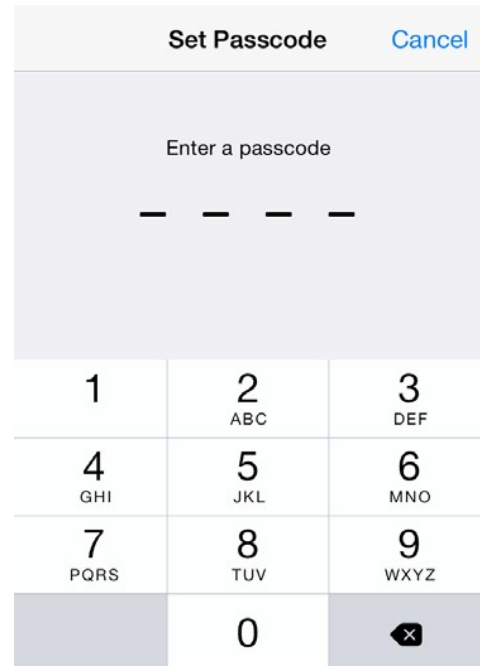 Set Passcode Cancel
Enter a passcode
1 2 3
ABC DEF
4 5 6
GHI JKL MNO
7 8 9
PQRS TUV WXYZ
0